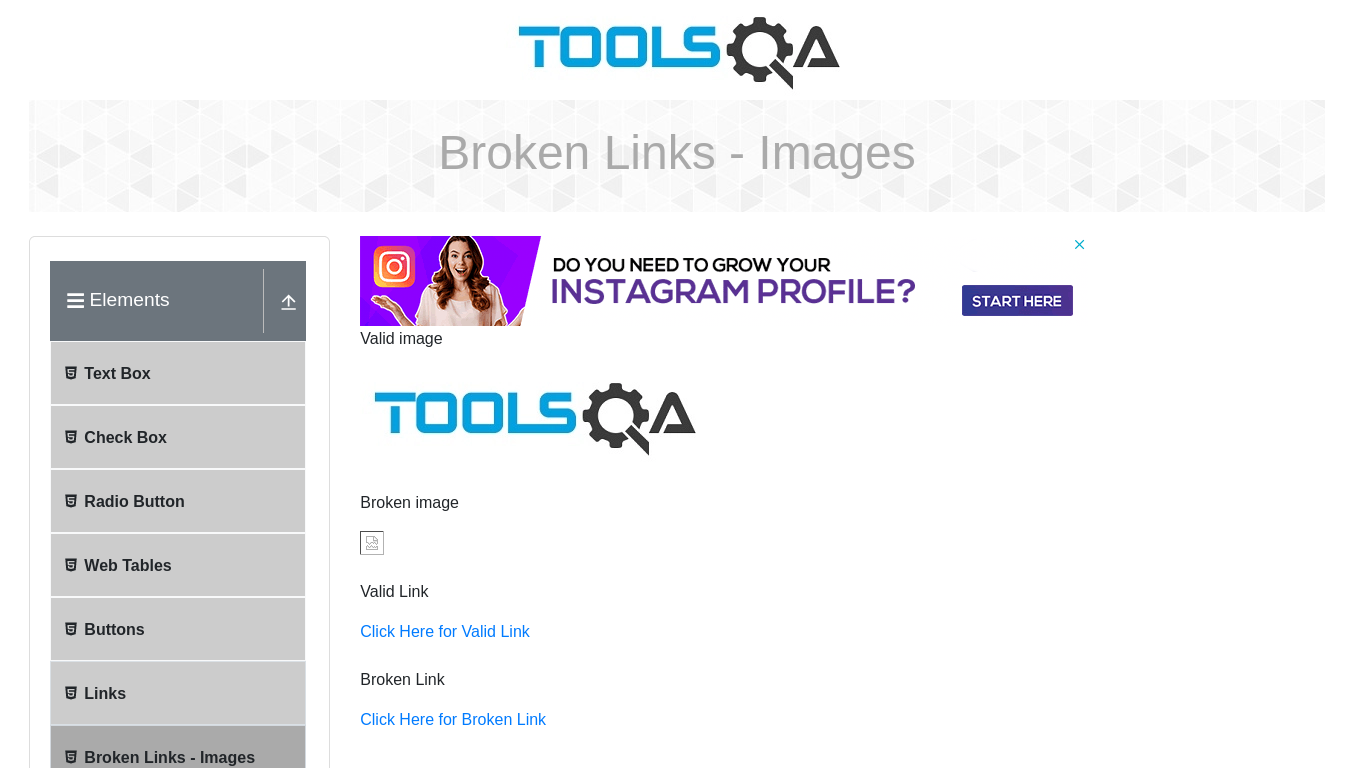 TOOLSQA
Broken Links - Images
Elements
Text Box
Check Box
Radio Button
Web Tables
Buttons
Links
Broken Links - Images
DO YOU NEED TO GROW YOUR
INSTAGRAM PROFILE?
START HERE
Valid image
TOOLSQA
Broken image
Valid Link
Click Here for Valid Link
Broken Link
Click Here for Broken Link